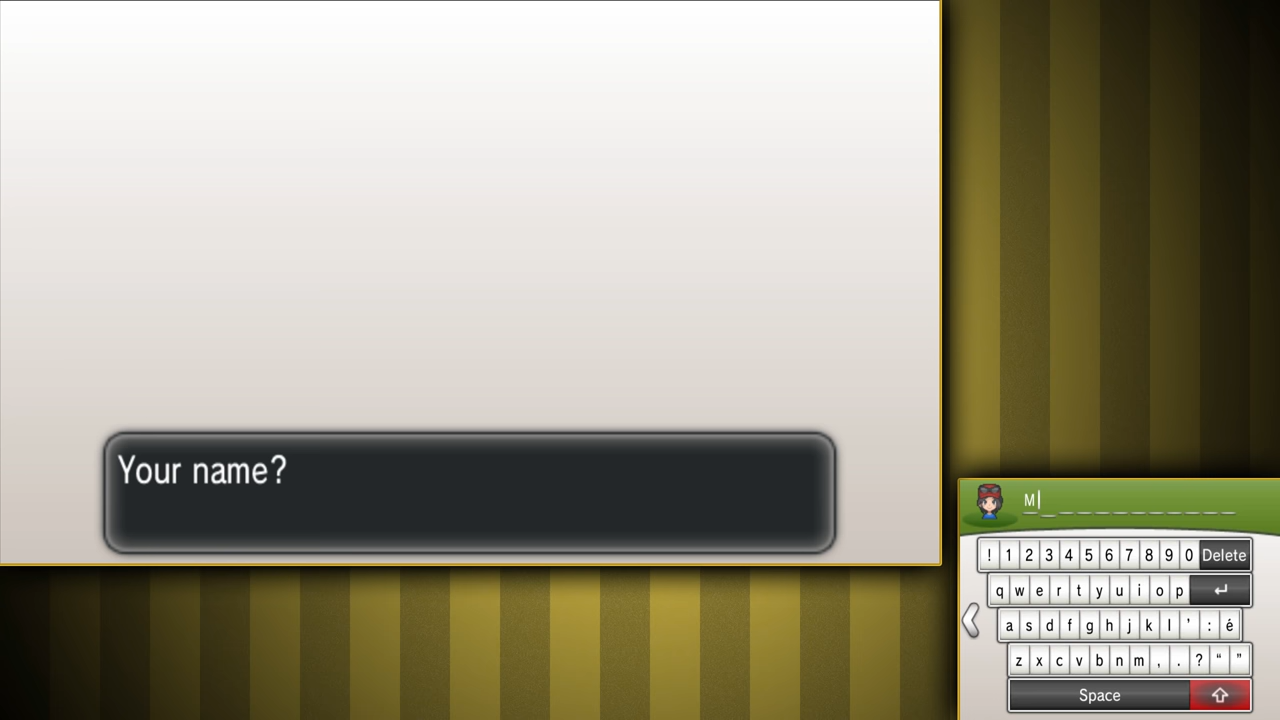 Your name?
M
! 1 2 3 4 5 6 7 8 9 0 Delete
q w e r t y u i o p
a s d f g h j k l ' : é
z x c v b n m , . ? “ ”
Space